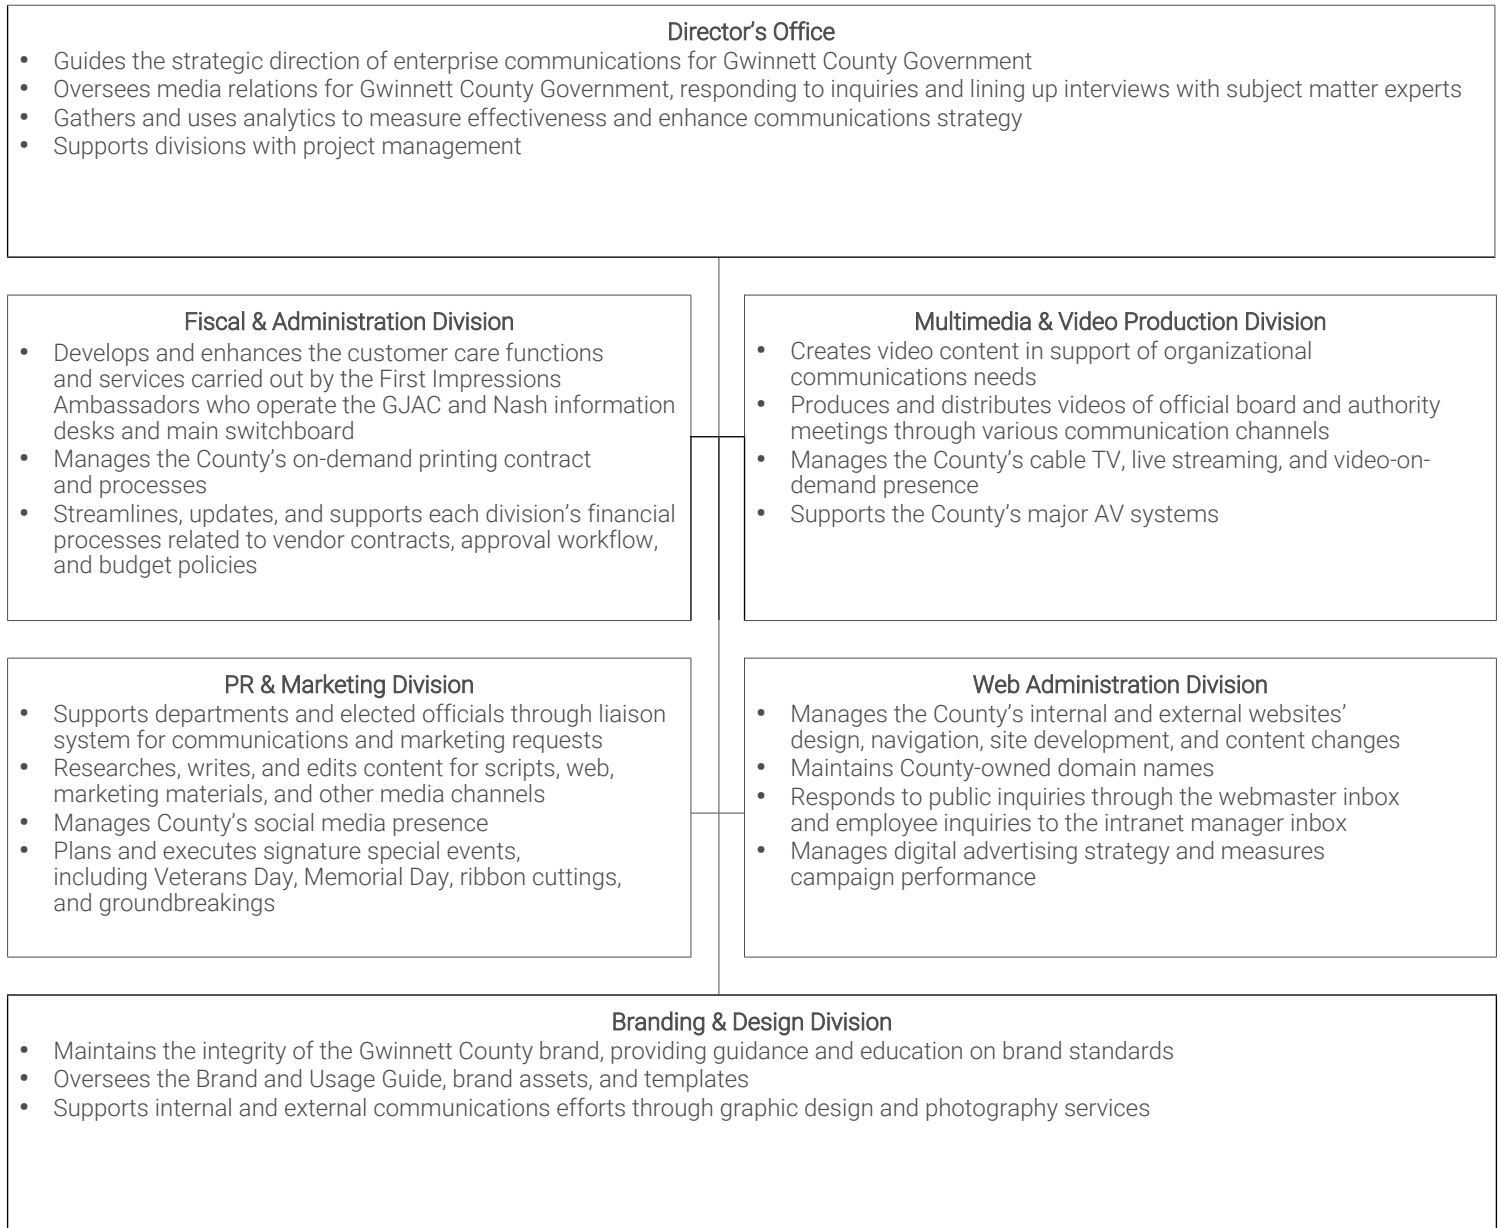 Director's Office
• Guides the strategic direction of enterprise communications for Gwinnett County Government
• Oversees media relations for Gwinnett County Government, responding to inquiries and lining up interviews with subject matter experts
• Gathers and uses analytics to measure effectiveness and enhance communications strategy
• Supports divisions with project management
Fiscal & Administration Division
• Develops and enhances the customer care functions
and services carried out by the First Impressions
Ambassadors who operate the GJAC and Nash information
desks and main switchboard
• Manages the County's on-demand printing contract
and processes
• Streamlines, updates, and supports each division's financial
processes related to vendor contracts, approval workflow,
and budget policies
Multimedia & Video Production Division
• Creates video content in support of organizational
communications needs
• Produces and distributes videos of official board and authority
meetings through various communication channels
• Manages the County's cable TV, live streaming, and video-on-
demand presence
• Supports the County's major AV systems
PR & Marketing Division
• Supports departments and elected officials through liaison
system for communications and marketing requests
• Researches, writes, and edits content for scripts, web,
marketing materials, and other media channels
• Manages County's social media presence
• Plans and executes signature special events,
including Veterans Day, Memorial Day, ribbon cuttings,
and groundbreakings
Web Administration Division
• Manages the County's internal and external websites'
design, navigation, site development, and content changes
• Maintains County-owned domain names
• Responds to public inquiries through the webmaster inbox
and employee inquiries to the intranet manager inbox
• Manages digital advertising strategy and measures
campaign performance
Branding & Design Division
• Maintains the integrity of the Gwinnett County brand, providing guidance and education on brand standards
• Oversees the Brand and Usage Guide, brand assets, and templates
• Supports internal and external communications efforts through graphic design and photography services